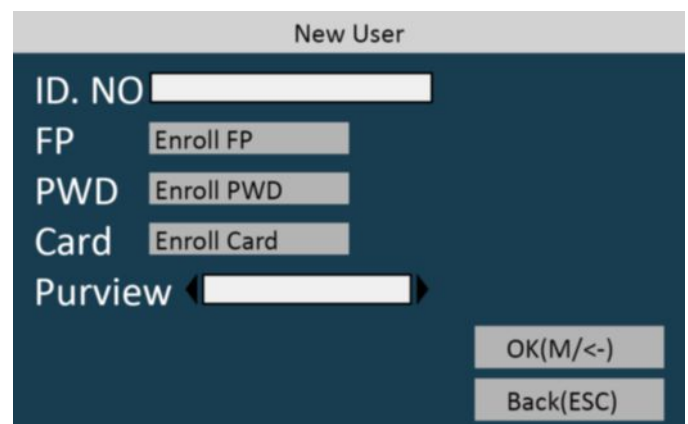 New User
ID. NO
FP Enroll FP
PWD Enroll PWD
Card Enroll Card
Purview
OK(M/<-)
Back(ESC)